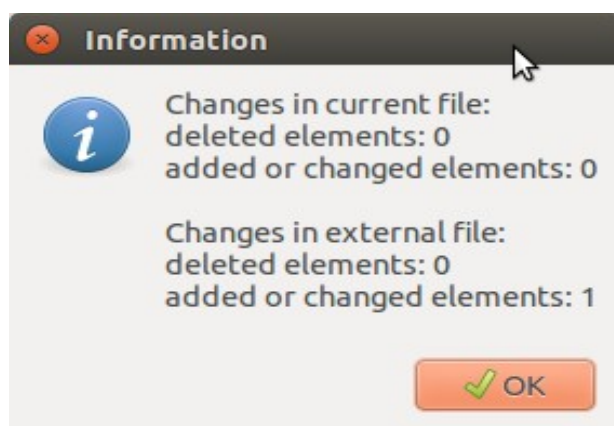 Information
Changes in current file:
deleted elements: 0
added or changed elements: 0
Changes in external file:
deleted elements: 0
added or changed elements: 1
OK